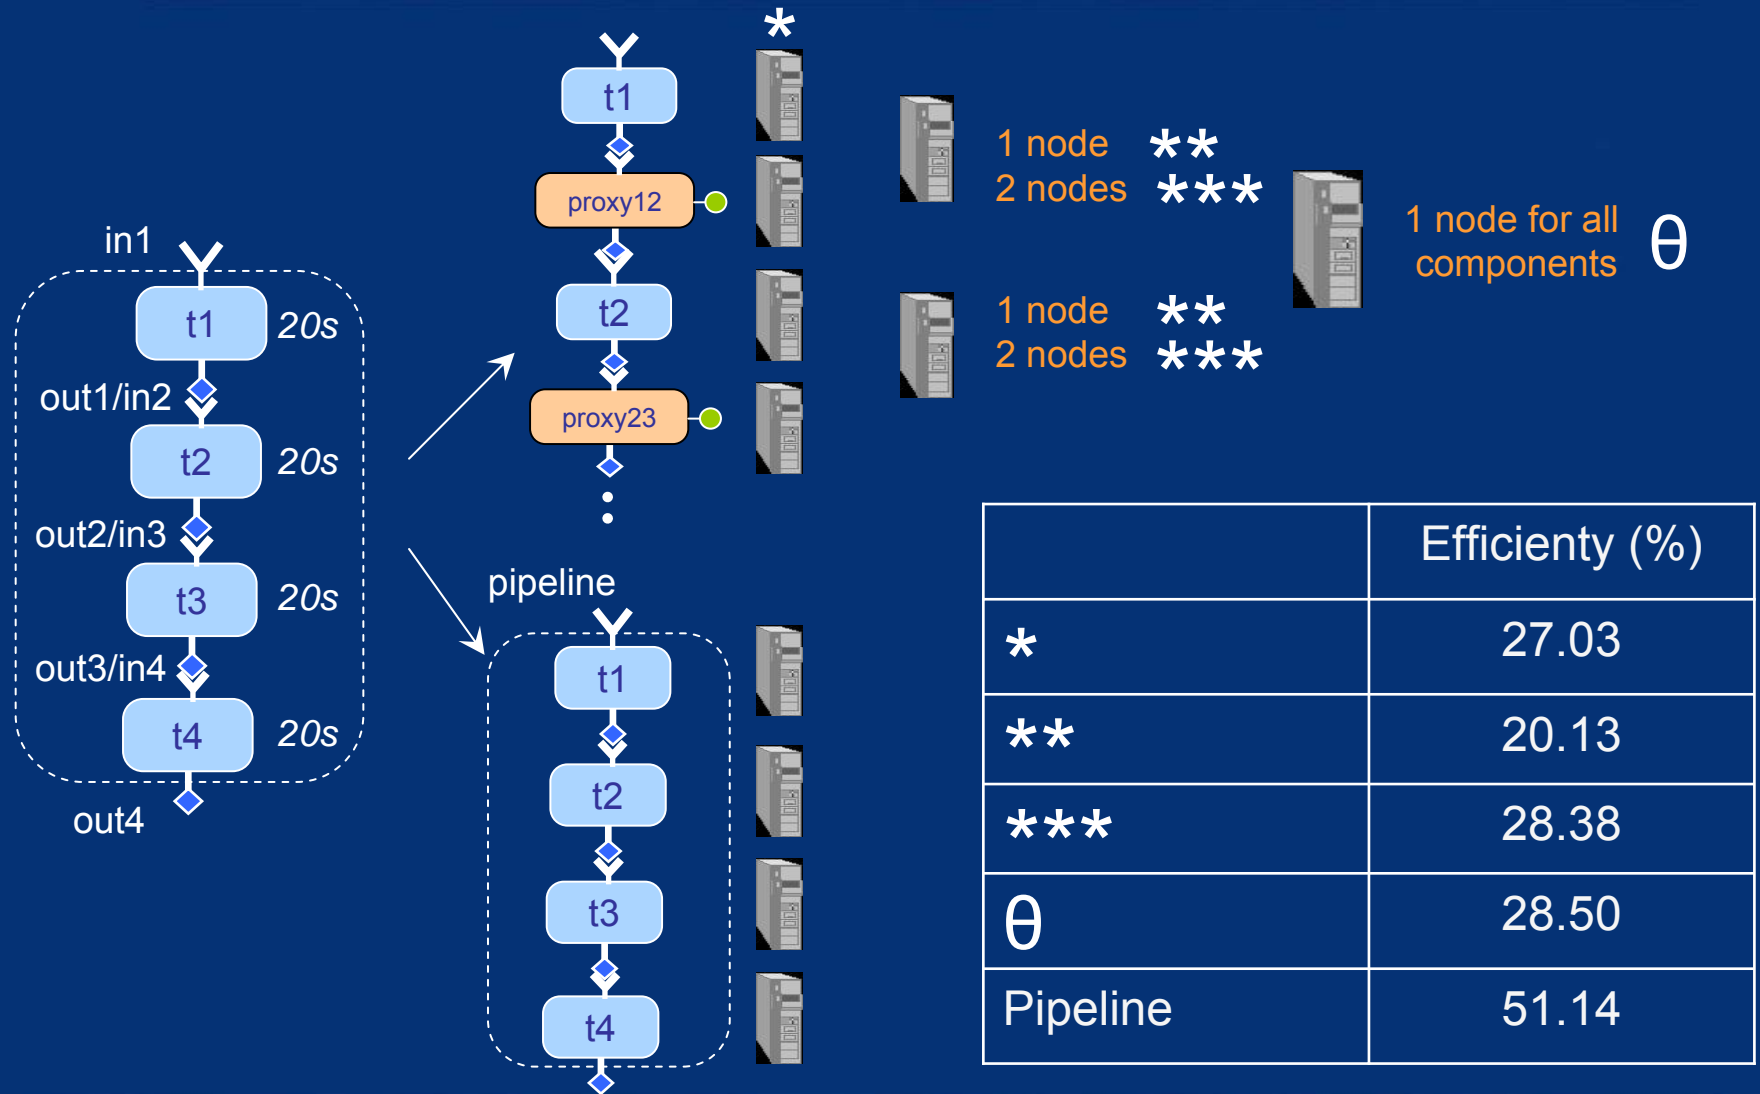 in1
t1
20s
out1/in2
t2
20s
out2/in3
t3
20s
out3/in4
t4
20s
out4
*
t1
proxy12
t2
proxy23
pipeline
t1
t2
t3
t4
1 node **
2 nodes ***
1 node **
2 nodes ***
1 node for all
components
θ
Efficienty (%)
* 27.03
** 20.13
*** 28.38
θ 28.50
Pipeline 51.14